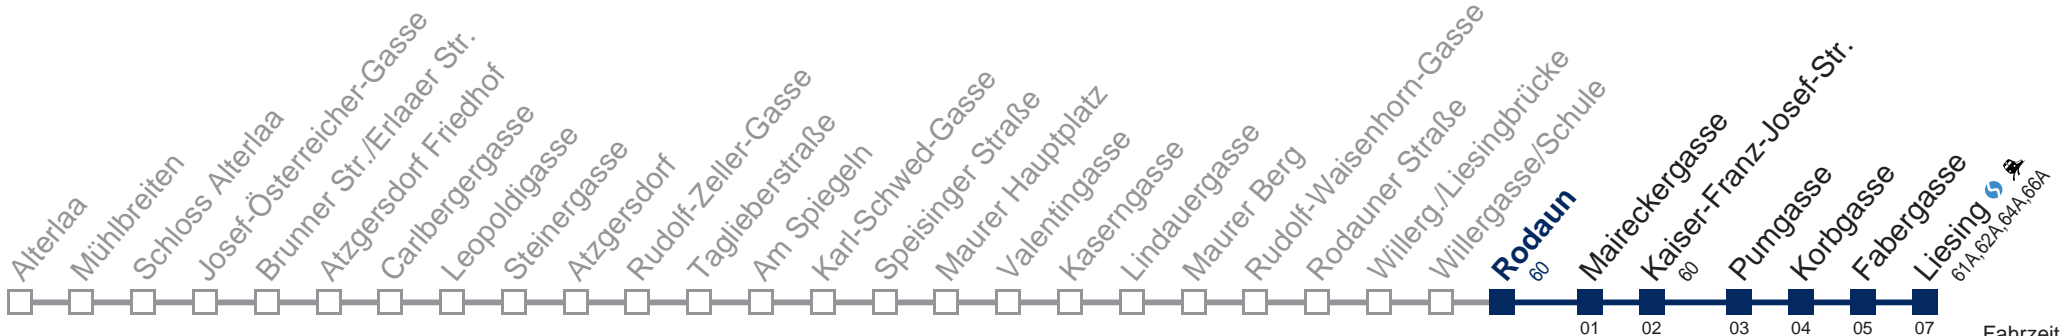 Alterlaa
Mühlbreiten
Schloss Alterlaa
Josef-Österreicher-Gasse
Brunner Str./Erlaaer Str.
Atzgersdorf Friedhof
Carlbergergasse
Leopoldigasse
Steinergasse
Atzgersdorf
Rudolf-Zeller-Gasse
Taglieberstraße
Am Spiegeln
Karl-Schwed-Gasse
Speisinger Straße
Maurer Hauptplatz
Valentingasse
Kaserngasse
Lindauergasse
Maurer Berg
Rudolf-Waisenhorn-Gasse
Rodauner Straße
Willerg./Liesingbrücke
Willergasse/Schule
Rodaun
60
Maireckergasse
Kaiser-Franz-Josef-Str.
60
Purngasse
Korbgasse
Fabergasse
Liesing
61A,62A,64A,66A
01 02 03 04 05 07
Fahrzeit